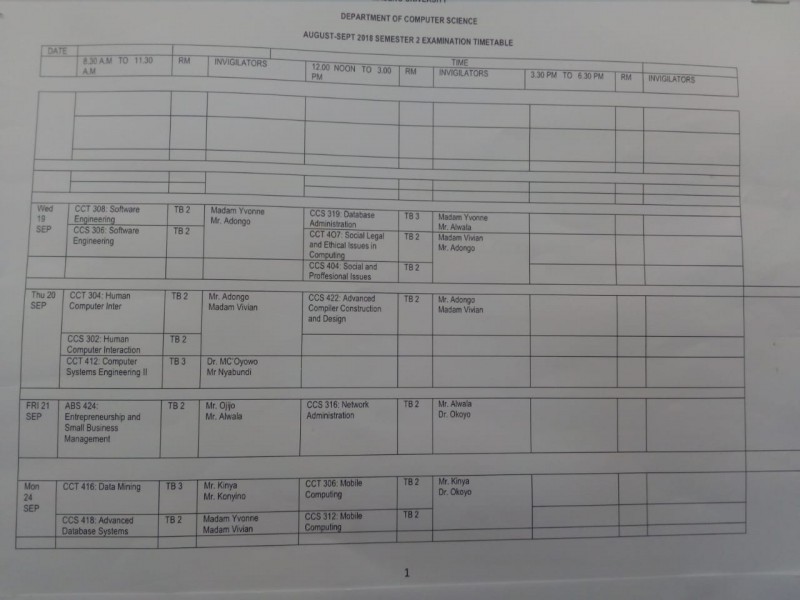 UNIVERSITY
DEPARTMENT OF COMPUTER SCIENCE
AUGUST-SEPT 2018 SEMESTER 2 EXAMINATION TIMETABLE
DATE
TIME
8.30 A.M TO 11.30 A.M
RM
INVIGILATORS
12.00 NOON TO 3.00 PM
RM
INVIGILATORS
3.30 PM TO 6.30 PM
RM
INVIGILATORS
Wed 19 SEP
CCT 308: Software Engineering
TB 2
Madam Yvonne
Mr. Adongo
CCS 319: Database Administration
TB 3
Madam Yvonne
Mr. Alwala
CCS 306: Software Engineering
TB 2
CCT 407: Social Legal and Ethical Issues in Computing
TB 2
Madam Vivian
Mr. Adongo
CCS 404: Social and Proffesional Issues
TB 2
Thu 20 SEP
CCT 304: Human Computer Inter
TB 2
Mr. Adongo
Madam Vivian
CCS 422: Advanced Complier Construction and Design
TB 2
Mr. Adongo
Madam Vivian
CCS 302: Human Computer Interaction
TB 2
CCT 412: Computer Systems Engineering II
TB 3
Dr. MC'Oyowo
Mr Nyabundi
FRI 21 SEP
ABS 424: Entrepreneurship and Small Business Management
TB 2
Mr. Ojijo
Mr. Alwala
CCS 316: Network Administration
TB 2
Mr. Alwala
Dr. Okoyo
Mon 24 SEP
CCT 416: Data Mining
TB 3
Mr. Kinya
Mr. Konyino
CCT 306: Mobile Computing
TB 2
Mr. Kinya
Dr. Okoyo
CCS 418: Advanced Database Systems
TB 2
Madam Yvonne
Madam Vivian
CCS 312: Mobile Computing
TB 2
1